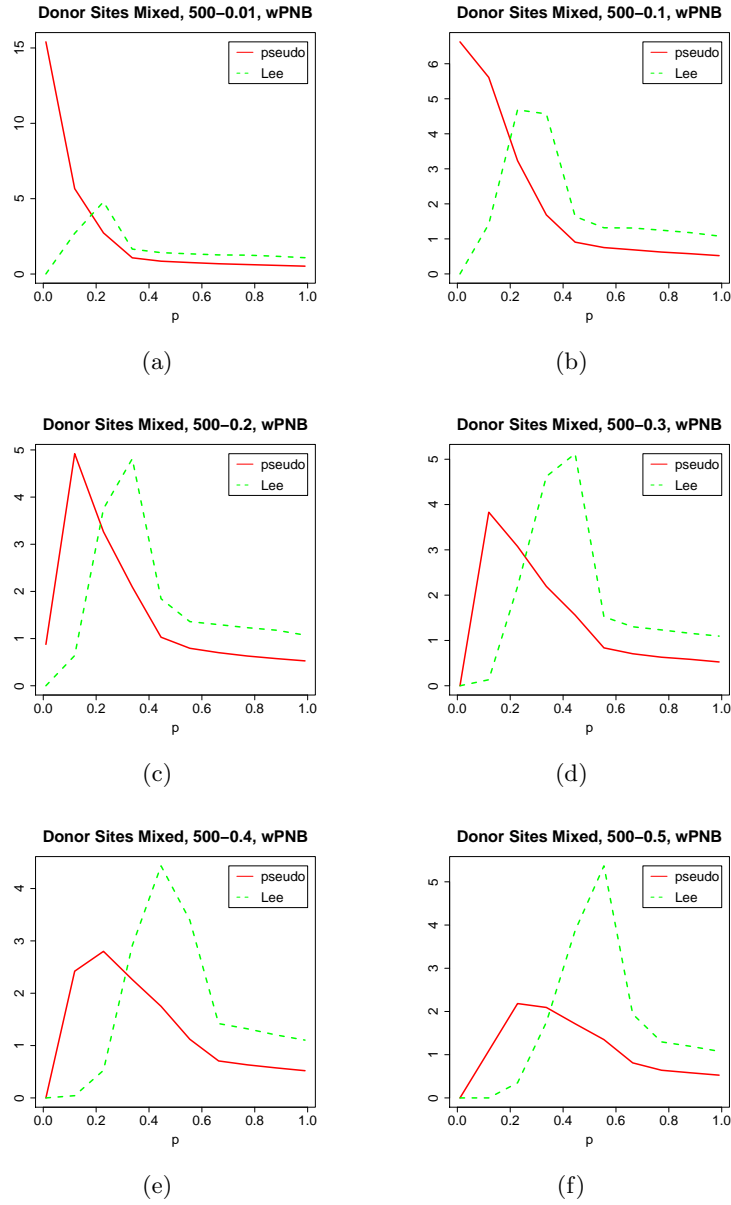 Donor Sites Mixed, 500−0.01, wPNB
pseudo
Lee
15
10
5
0
0.0 0.2 0.4 0.6 0.8 1.0
p
(a)
Donor Sites Mixed, 500−0.1, wPNB
pseudo
Lee
6
5
4
3
2
1
0
0.0 0.2 0.4 0.6 0.8 1.0
p
(b)
Donor Sites Mixed, 500−0.2, wPNB
pseudo
Lee
5
4
3
2
1
0
0.0 0.2 0.4 0.6 0.8 1.0
p
(c)
Donor Sites Mixed, 500−0.3, wPNB
pseudo
Lee
5
4
3
2
1
0
0.0 0.2 0.4 0.6 0.8 1.0
p
(d)
Donor Sites Mixed, 500−0.4, wPNB
pseudo
Lee
4
3
2
1
0
0.0 0.2 0.4 0.6 0.8 1.0
p
(e)
Donor Sites Mixed, 500−0.5, wPNB
pseudo
Lee
5
4
3
2
1
0
0.0 0.2 0.4 0.6 0.8 1.0
p
(f)